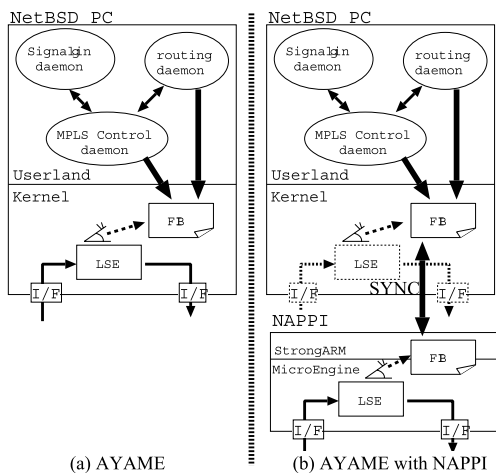 NetBSD PC
Signalgin
daemon
routing
daemon
MPLS Control
daemon
Userland
Kernel
FB
LSE
I/F
I/F
(a) AYAME
NetBSD PC
Signalgin
daemon
routing
daemon
MPLS Control
daemon
Userland
Kernel
FB
LSE
I/F
SYNC
I/F
NAPPI
StrongARM
FB
MicroEngine
LSE
I/F
I/F
(b) AYAME with NAPPI